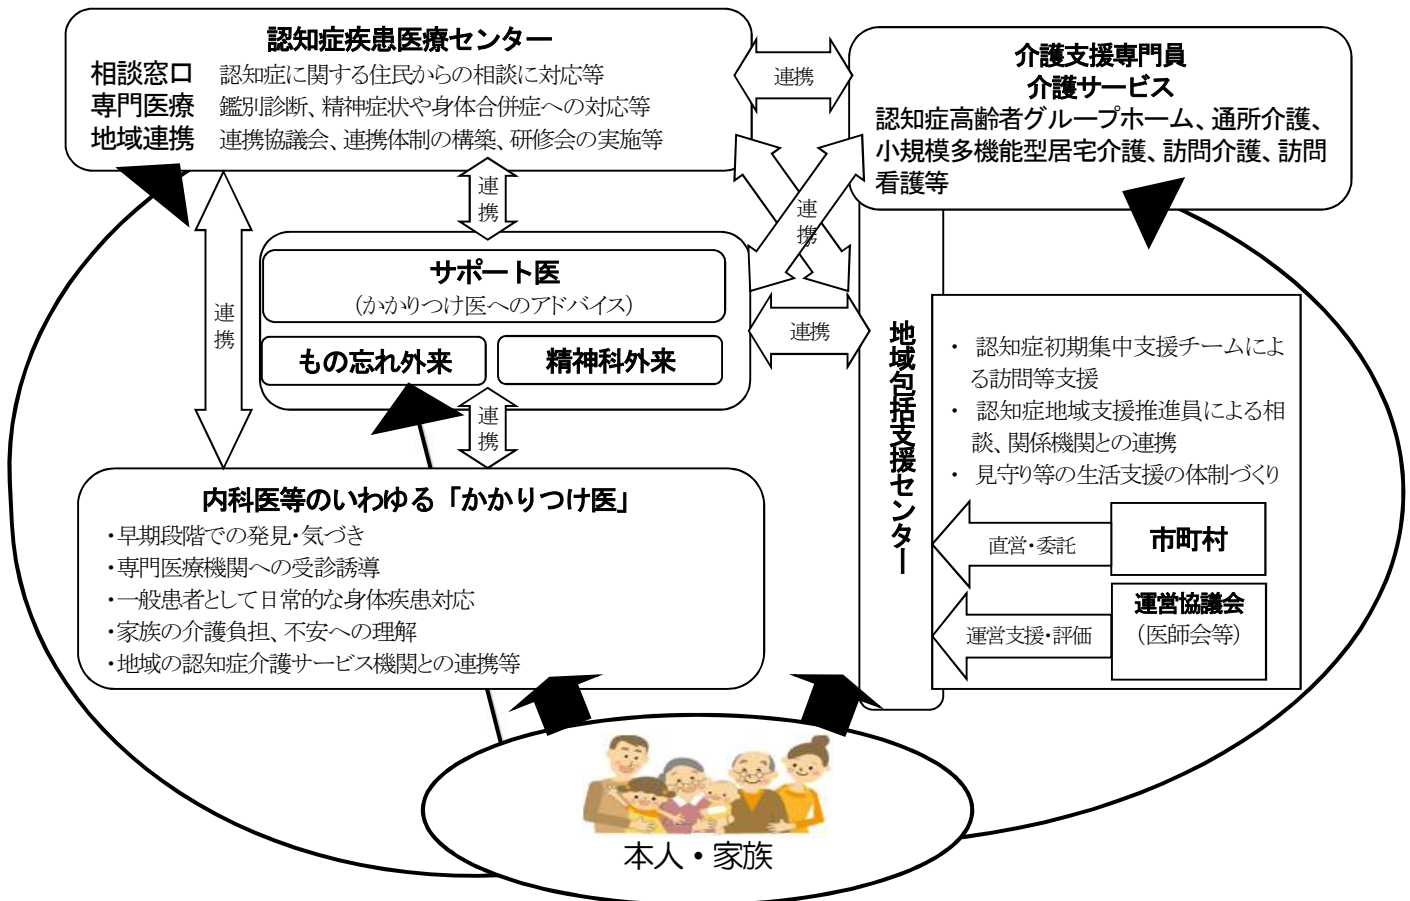 認知症疾患医療センター
相談窓口 認知症に関する住民からの相談に対応等
専門医療 鑑別診断、精神症状や身体合併症への対応等
地域連携 連携協議会、連携体制の構築、研修会の実施等
連携
介護支援専門員
介護サービス
認知症高齢者グループホーム、通所介護、
小規模多機能型居宅介護、訪問介護、訪問
看護等
連携
連携
連携
サポート医
(かかりつけ医へのアドバイス)
もの忘れ外来
精神科外来
連携
連携
内科医等のいわゆる「かかりつけ医」
・早期段階での発見・気づき
・専門医療機関への受診誘導
・一般患者として日常的な身体疾患対応
・家族の介護負担、不安への理解
・地域の認知症介護サービス機関との連携等
地域包括支援センター
・ 認知症初期集中支援チームによ
る訪問等支援
・ 認知症地域支援推進員による相
談、関係機関との連携
・ 見守り等の生活支援の体制づくり
直営・委託
市町村
運営支援・評価
運営協議会
(医師会等)
本人・家族